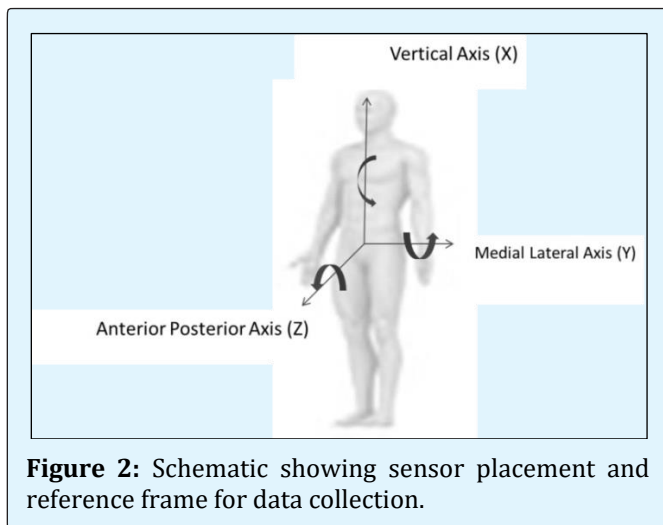 Vertical Axis (X)
Medial Lateral Axis (Y)
Anterior Posterior Axis (Z)
Figure 2: Schematic showing sensor placement and
reference frame for data collection.